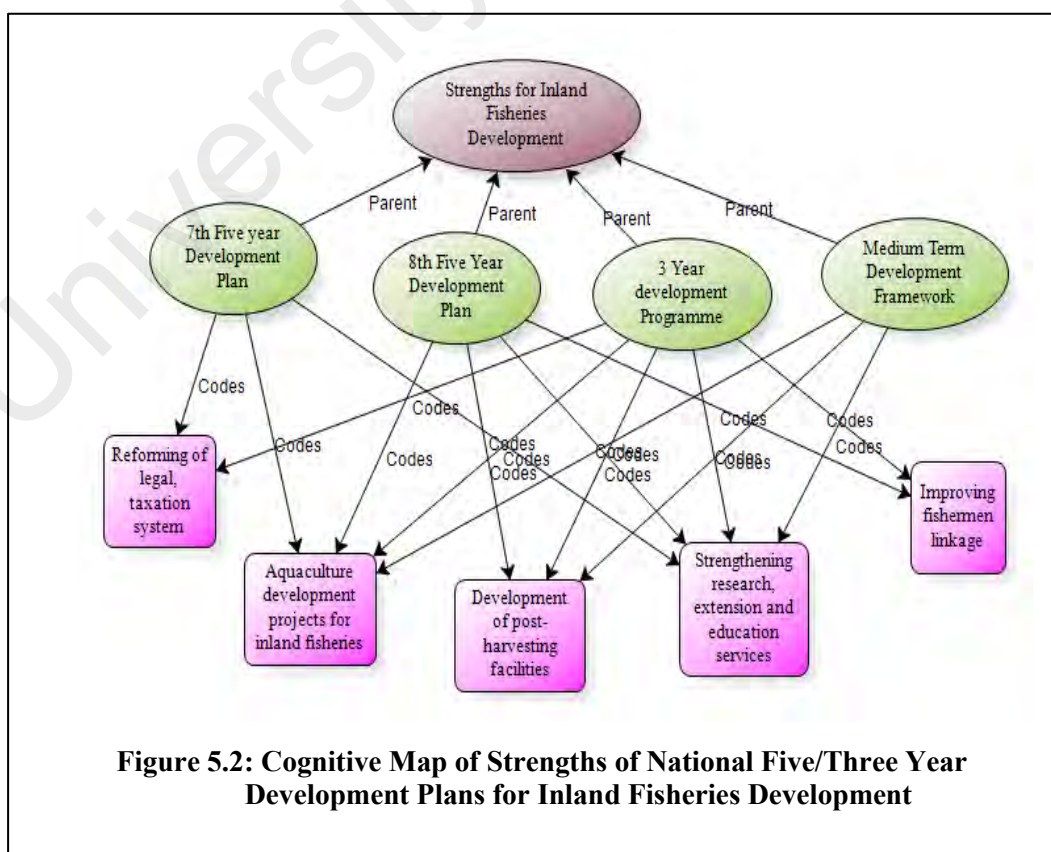 University
Strengths for Inland
Fisheries
Development
Parent
Parent
Parent
Parent
7th Five year
Development
Plan
8th Five Year
Development
Plan
3 Year
development
Programme
Medium Term
Development
Framework
Codes
Codes
Codes
Codes
Codes
Codes
Codes
Codes
Codes
Codes
Codes
Codes
Codes
Codes
Reforming of
legal,
taxation
system
Aquaculture
development
projects for
inland fisheries
Development
of post-
harvesting
facilities
Strengthening
research,
extension and
education
services
Improving
fishermen
linkage
Figure 5.2: Cognitive Map of Strengths of National Five/Three Year
Development Plans for Inland Fisheries Development